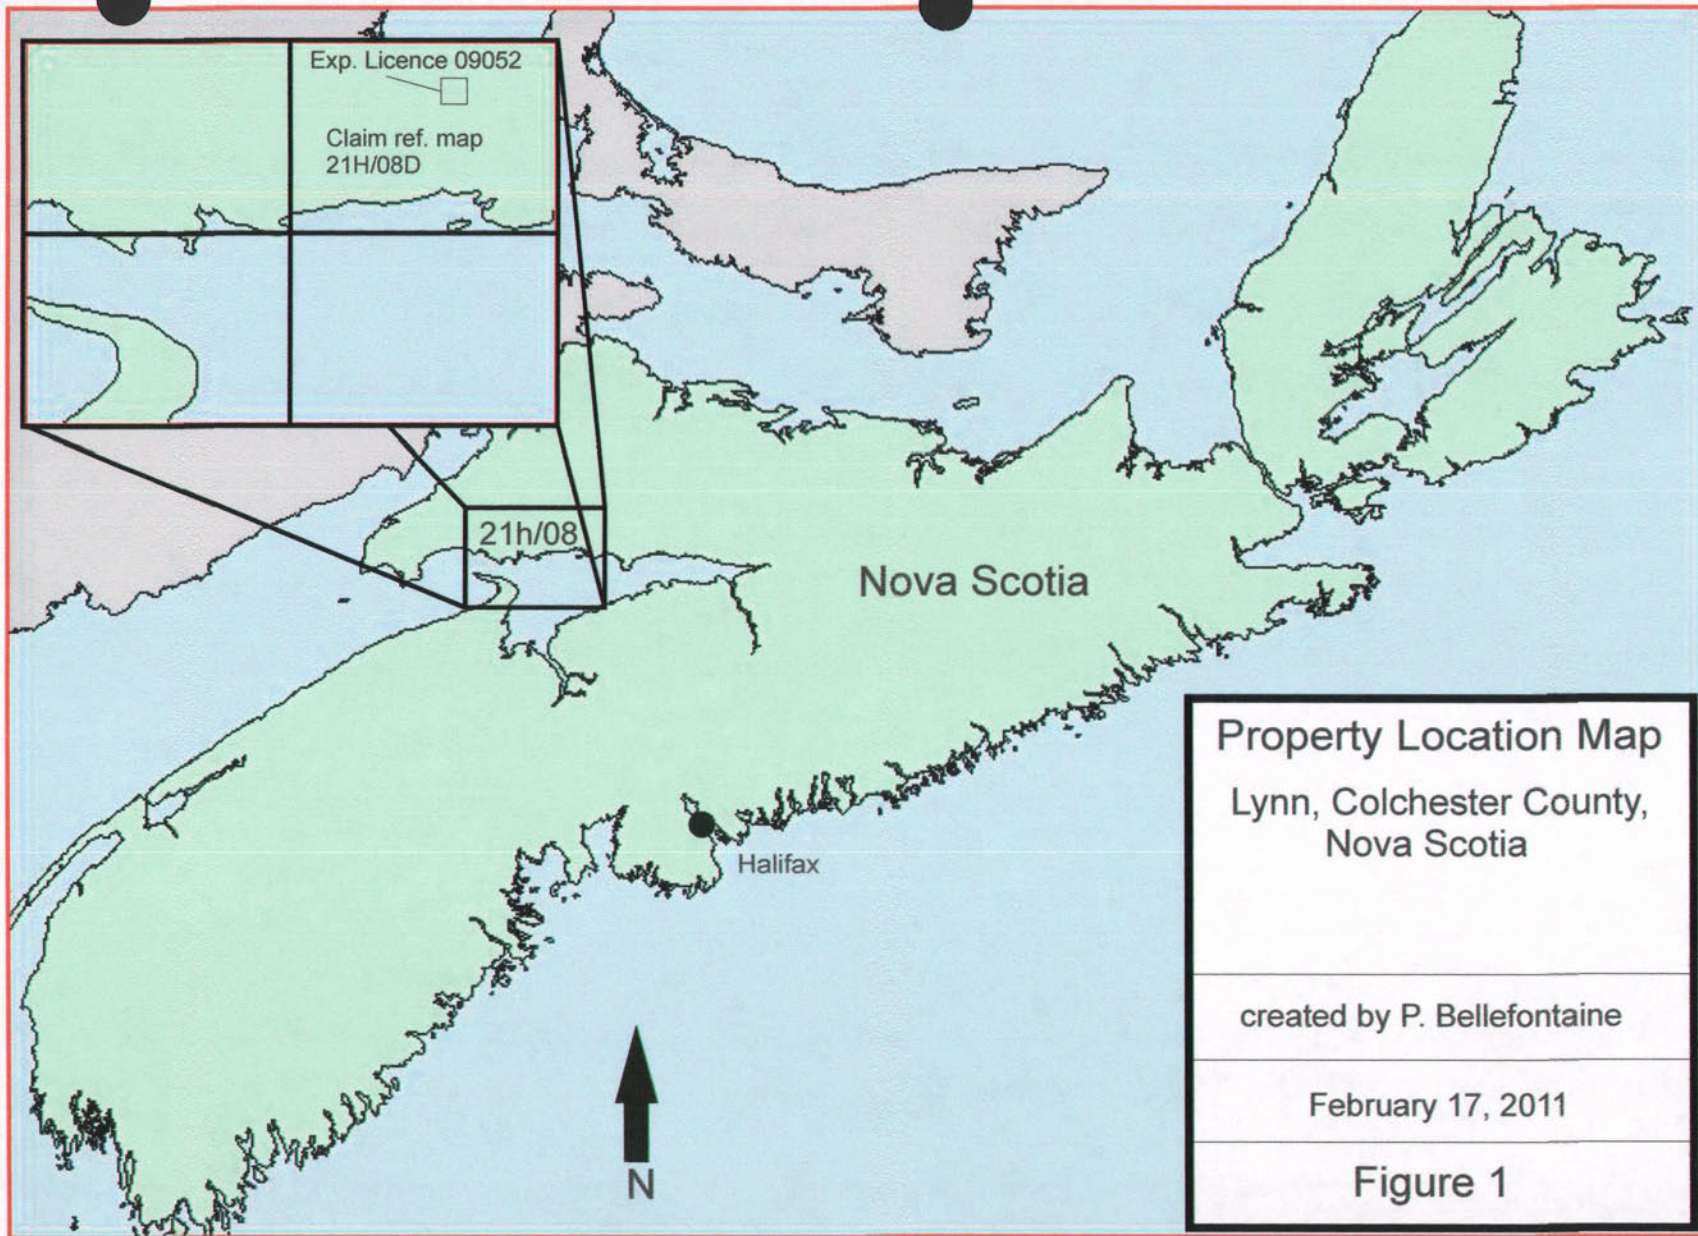 Exp. Licence 09052
Claim ref. map
21H/08D
21h/08
Nova Scotia
Halifax
N
Property Location Map
Lynn, Colchester County,
Nova Scotia
created by P. Bellefontaine
February 17, 2011
Figure 1